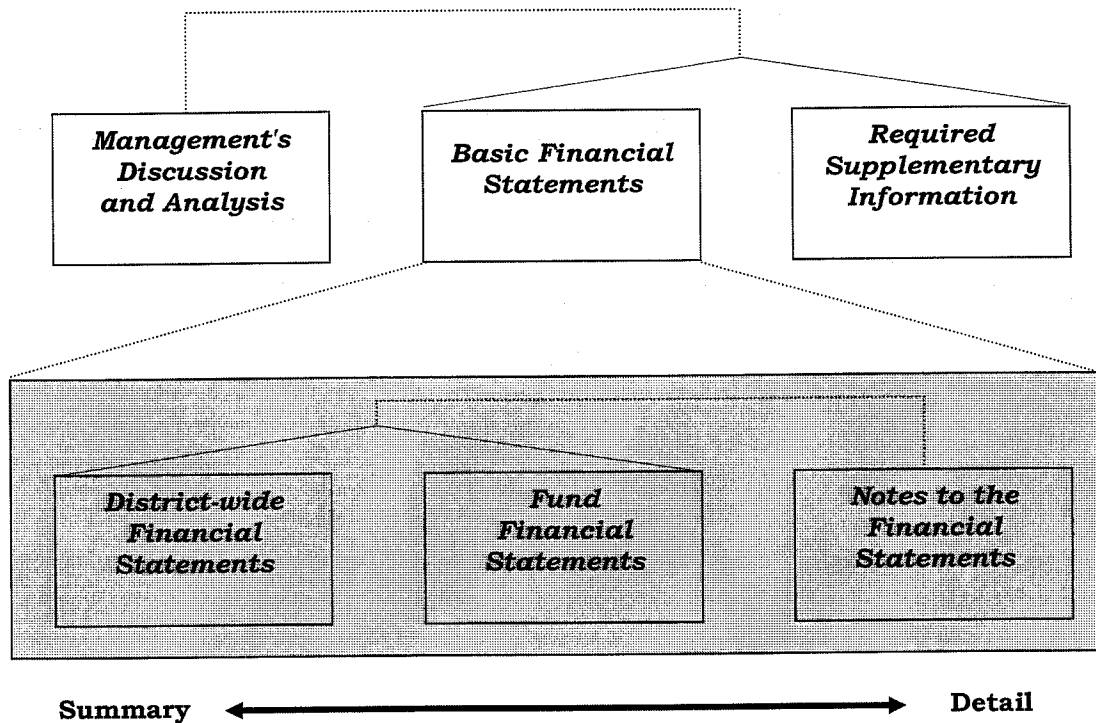 Management's
Discussion
and Analysis
Basic Financial
Statements
Required
Supplementary
Information
District-wide
Financial
Statements
Fund
Financial
Statements
Notes to the
Financial
Statements
Summary
Detail